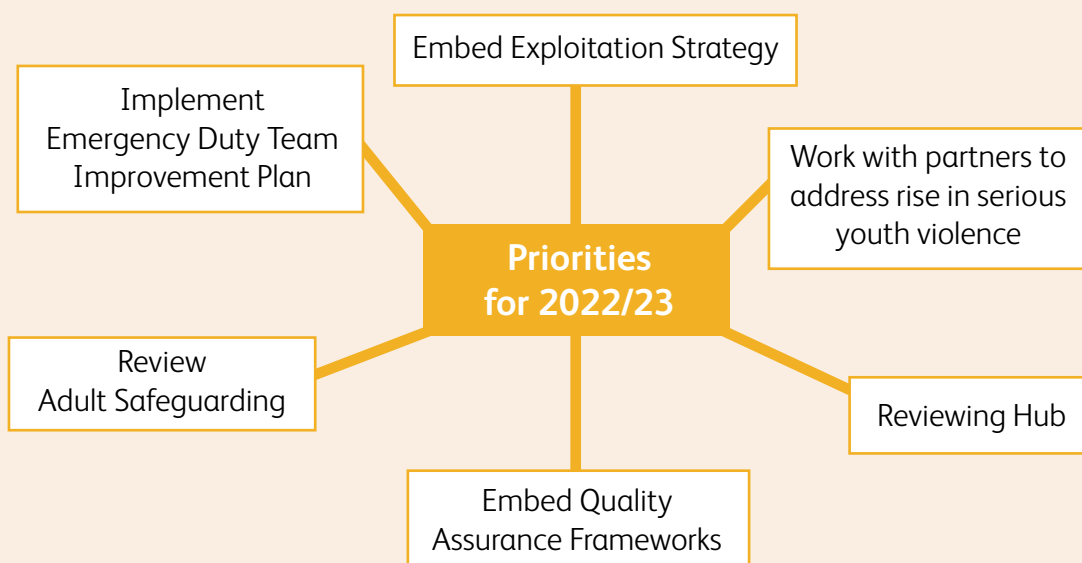 Embed Exploitation Strategy
Implement
Emergency Duty Team
Improvement Plan
Work with partners to
address rise in serious
youth violence
Priorities
for 2022/23
Review
Adult Safeguarding
Reviewing Hub
Embed Quality
Assurance Frameworks